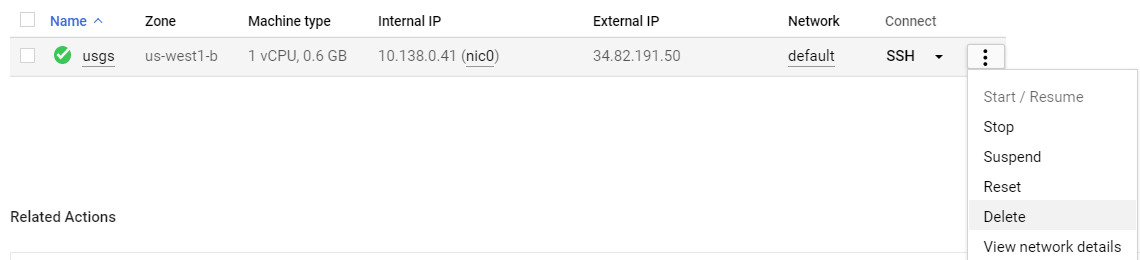 Name Zone Machine type Internal IP External IP Network Connect
usgs us-west1-b 1 vCPU, 0.6 GB 10.138.0.41 (nic0) 34.82.191.50 default SSH
Start / Resume
Stop
Suspend
Reset
Related Actions
Delete
View network details